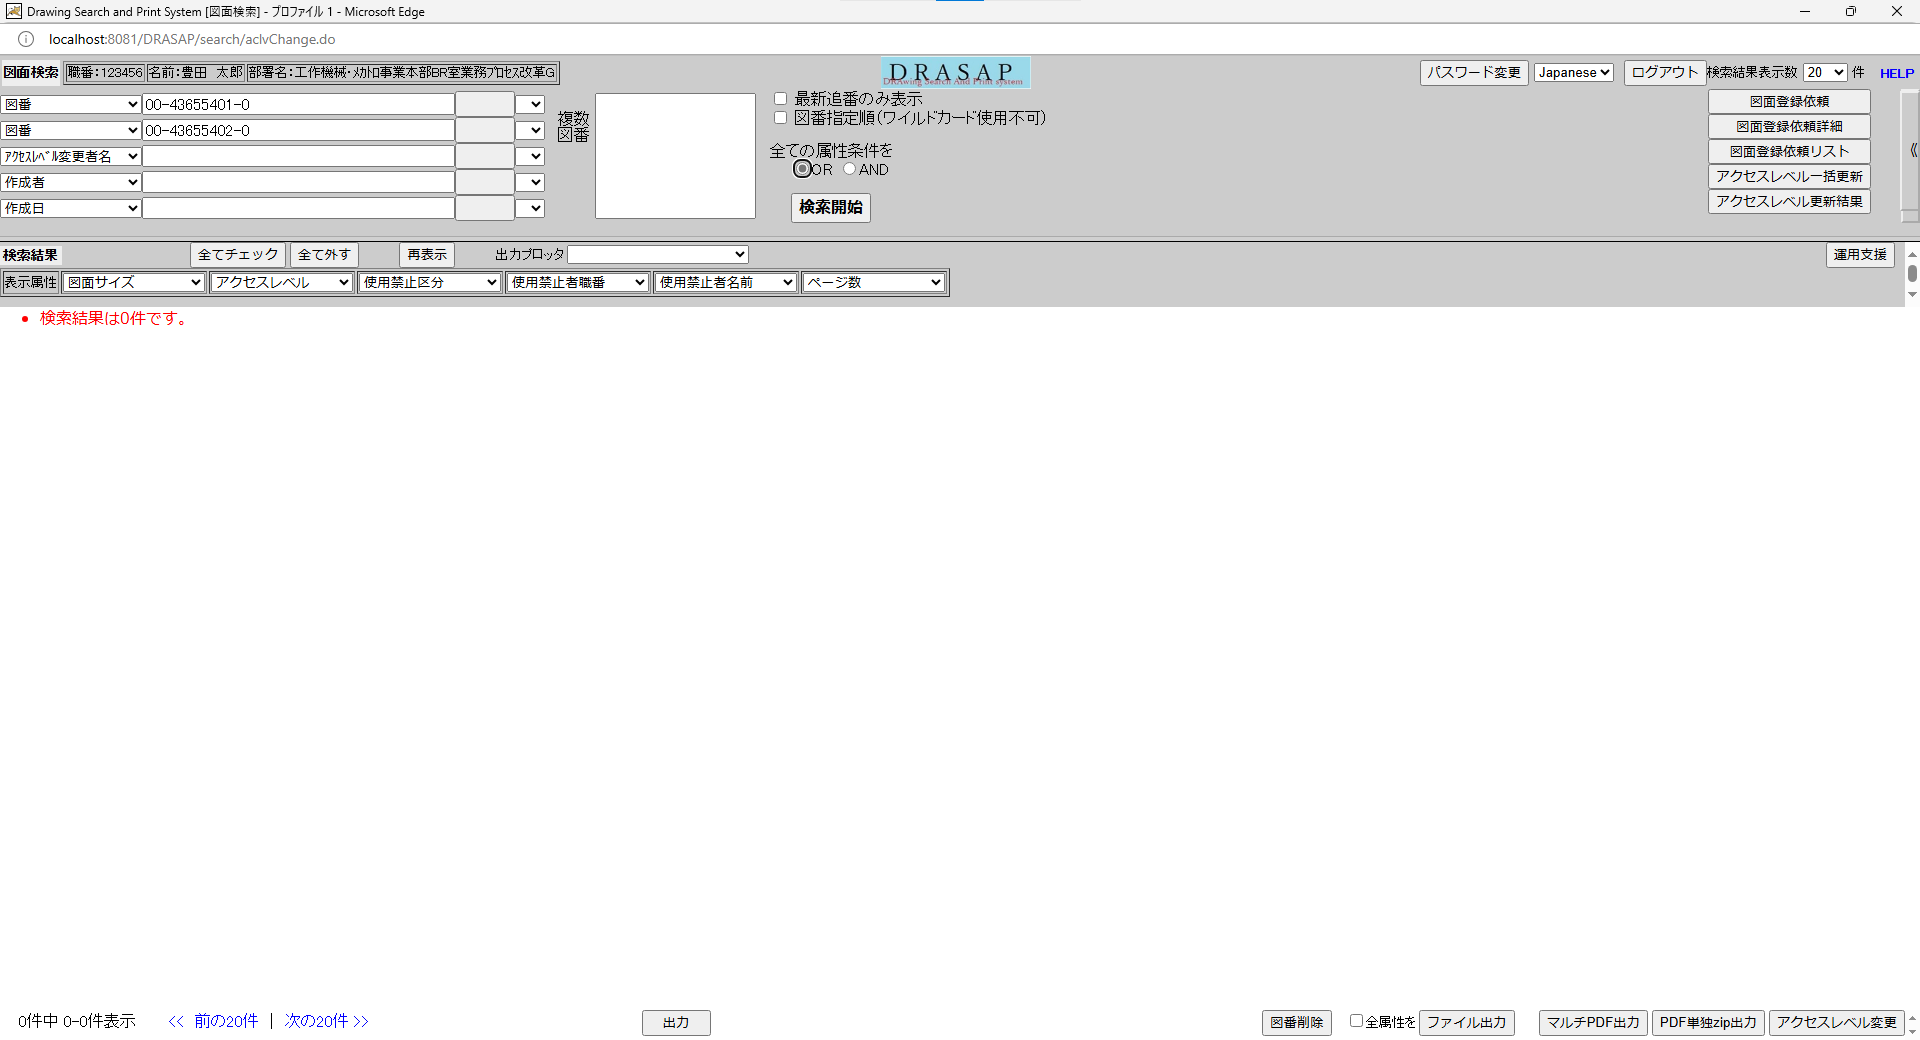 Drawing Search and Print System [図面検索] - プロファイル 1 - Microsoft Edge
localhost:8081/DRASAP/search/aclvChange.do
図面検索 職番：123456 名前：豊田　太郎 部署名：工作機械・ﾒｶﾄﾛ事業本部BR室業務ﾌﾟﾛｾｽ改革G DRASAP パスワード変更 Japanese ログアウト 検索結果表示数 20 件 HELP
DRAwing Search And Print system
図番 00-43655401-0
図番 00-43655402-0
ｱｸｾｽﾚﾍﾞﾙ変更者名
作成者
作成日
複数
図番
最新追番のみ表示
図番指定順（ワイルドカード使用不可）
全ての属性条件を
OR AND
検索開始
図面登録依頼
図面登録依頼詳細
図面登録依頼リスト
アクセスレベル一括更新
アクセスレベル更新結果
《
検索結果 全てチェック 全て外す 再表示 出力プロッタ 運用支援
表示属性 図面サイズ アクセスレベル 使用禁止区分 使用禁止者職番 使用禁止者名前 ページ数
• 検索結果は0件です。
0件中 0-0件表示 << 前の20件 | 次の20件 >> 出力 図番削除 全属性を ファイル出力 マルチPDF出力 PDF単独zip出力 アクセスレベル変更